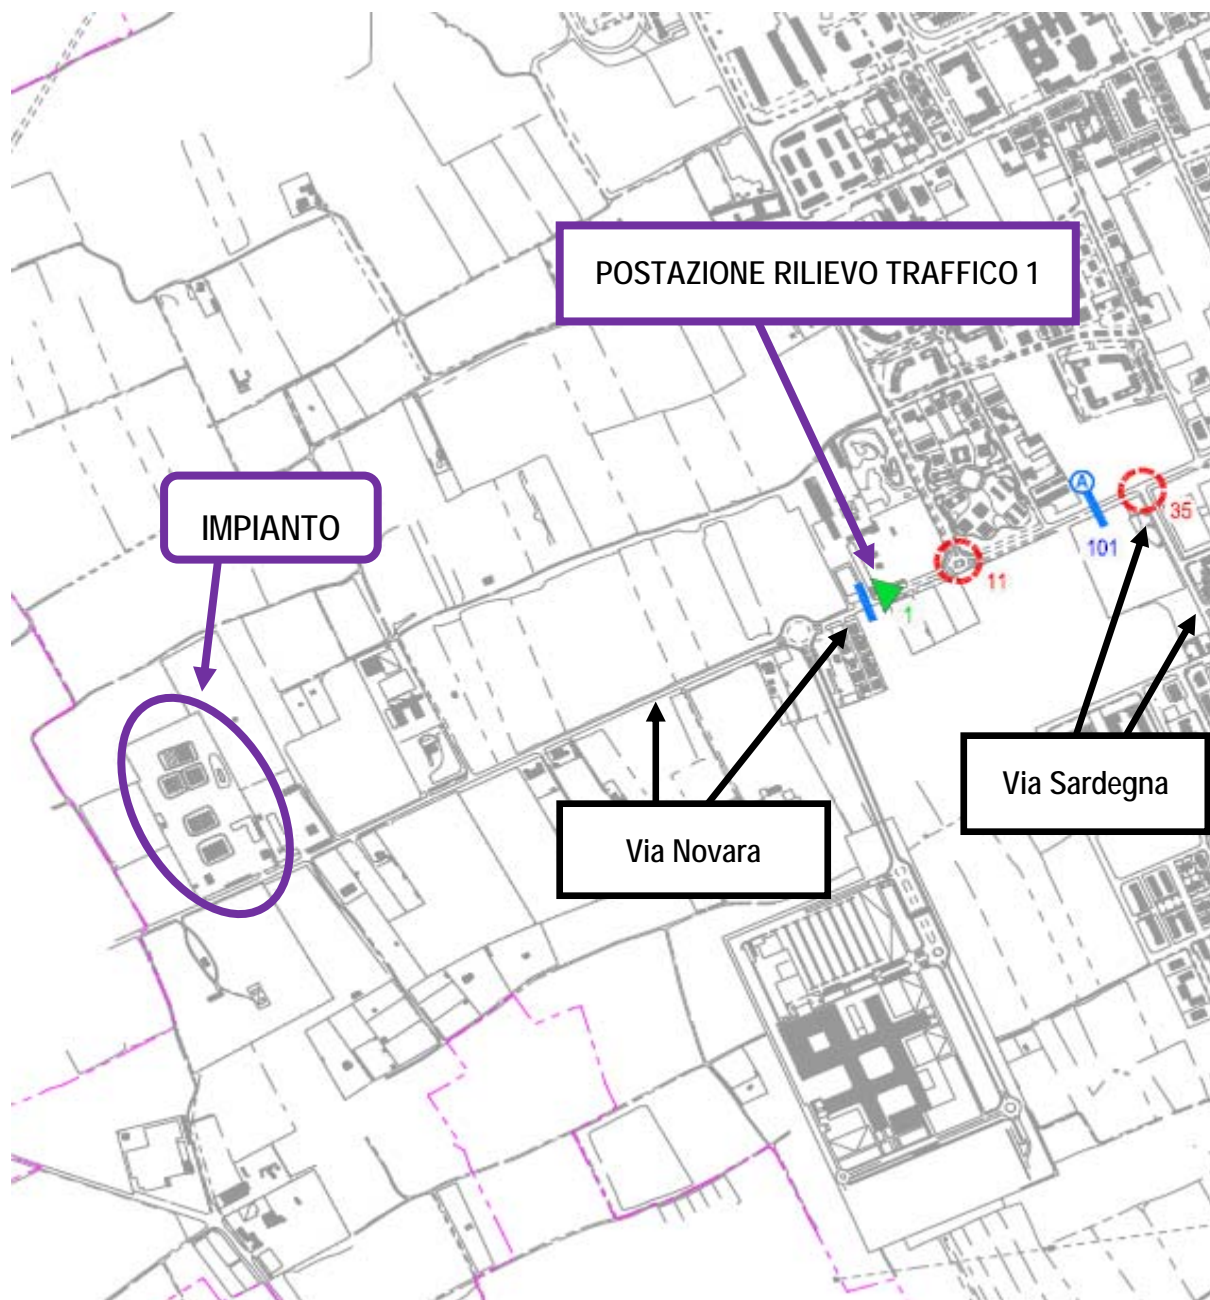 POSTAZIONE RILIEVO TRAFFICO 1
IMPIANTO
A
35
101
11
1
Via Sardegna
Via Novara